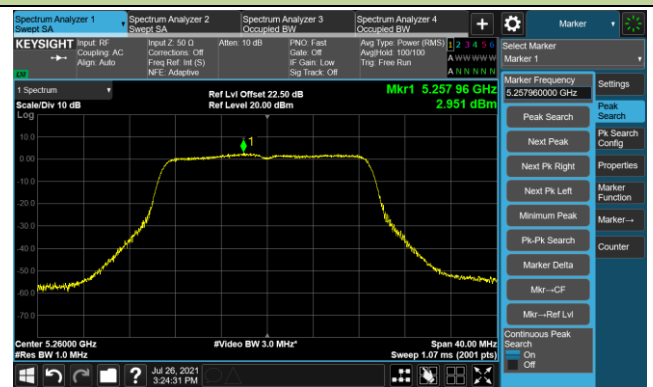 Spectrum Analyzer 1
Swept SA
Spectrum Analyzer 2
Swept SA
Spectrum Analyzer 3
Occupied BW
Spectrum Analyzer 4
Occupied BW
+
Marker
KEYSIGHT
Input: RF
Coupling: AC
Align: Auto
Input Z: 50 Ω
Corrections: Off
Freq Ref: Int (S)
NFE: Adaptive
Atten: 10 dB
PNO: Fast
Gate: Off
IF Gain: Low
Sig Track: Off
Avg Type: Power (RMS)
Avg|Hold: 100/100
Trig: Free Run
1 2 3 4 5 6
A W W W W W
A N N N N N
LXI
Select Marker
Marker 1
1 Spectrum
Scale/Div 10 dB
Log
Ref Lvl Offset 22.50 dB
Ref Level 20.00 dBm
Mkr1 5.257 96 GHz
2.951 dBm
10.0
0.00
-10.0
-20.0
-30.0
-40.0
-50.0
-60.0
-70.0
1
Center 5.26000 GHz
#Res BW 1.0 MHz
#Video BW 3.0 MHz*
Span 40.00 MHz
Sweep 1.07 ms (2001 pts)
Marker Frequency
5.257960000 GHz
Peak Search
Next Peak
Next Pk Right
Next Pk Left
Minimum Peak
Pk-Pk Search
Marker Delta
Mkr→CF
Mkr→Ref Lvl
Continuous Peak
Search
On
Off
Settings
Peak
Search
Pk Search
Config
Properties
Marker
Function
Marker→
Counter
?
Jul 26, 2021
3:24:31 PM